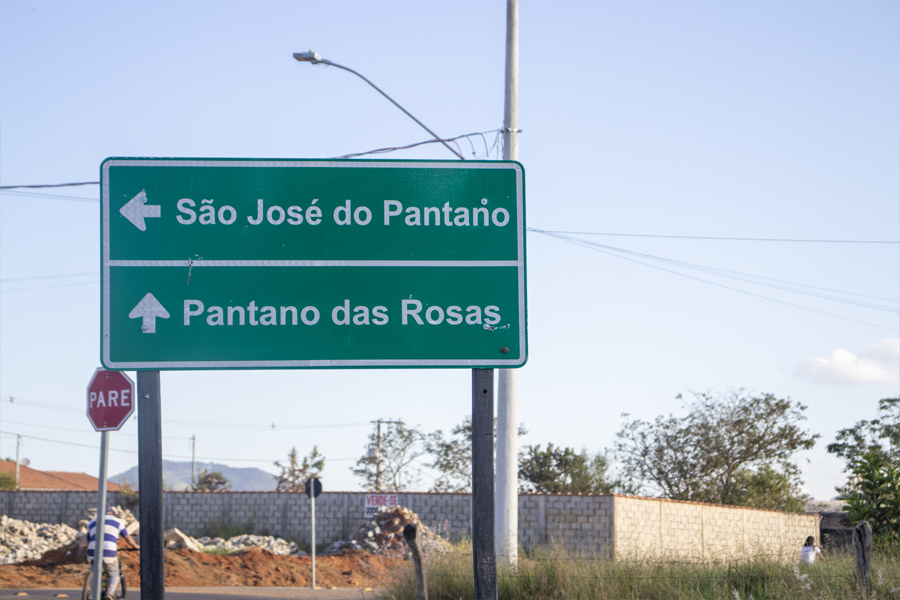 São José do Pantano
Pantano das Rosas
PARE
VENDE-SE